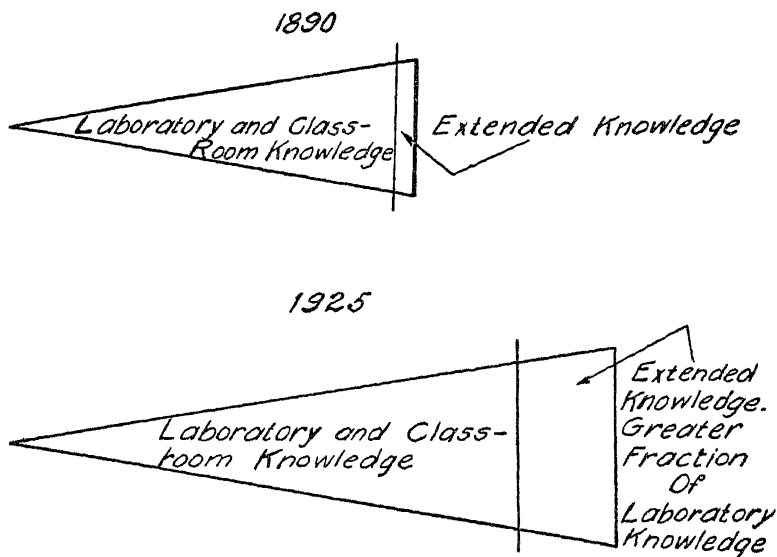 1890
Laboratory and Class-
Room Knowledge
Extended Knowledge
1925
Laboratory and Class-
room Knowledge
Extended
Knowledge.
Greater
Fraction
Of
Laboratory
Knowledge